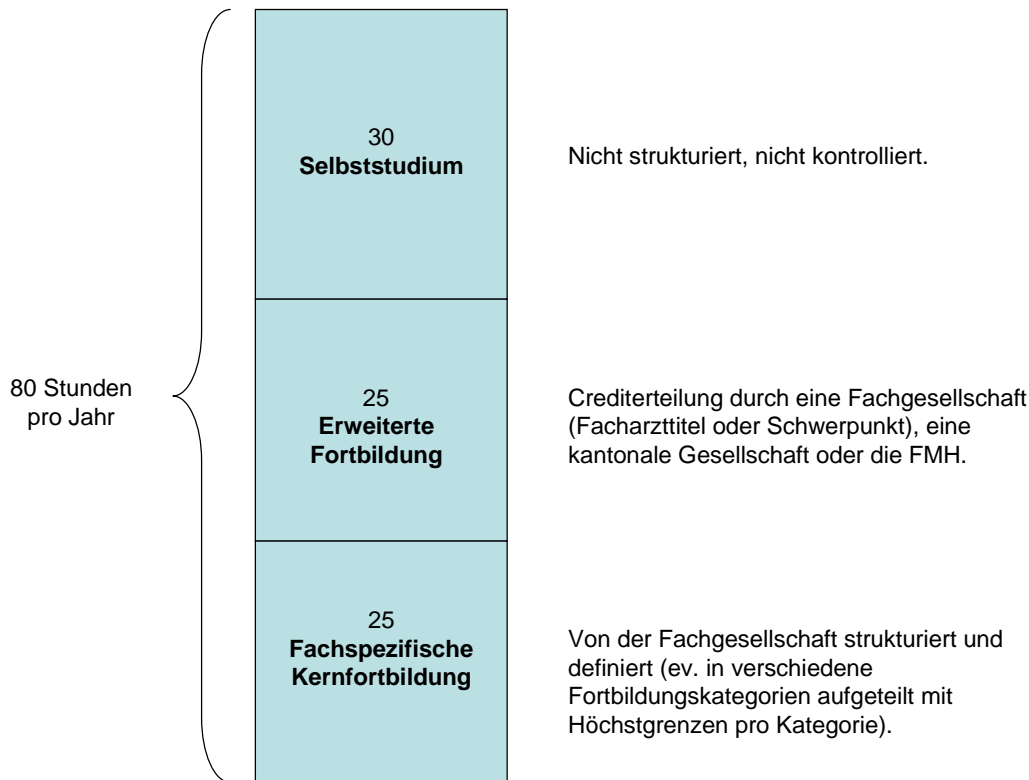 30
Selbststudium
Nicht strukturiert, nicht kontrolliert.
80 Stunden
pro Jahr
25
Erweiterte
Fortbildung
Crediterteilung durch eine Fachgesellschaft
(Facharzttitel oder Schwerpunkt), eine
kantonale Gesellschaft oder die FMH.
25
Fachspezifische
Kernfortbildung
Von der Fachgesellschaft strukturiert und
definiert (ev. in verschiedene
Fortbildungskategorien aufgeteilt mit
Höchstgrenzen pro Kategorie).